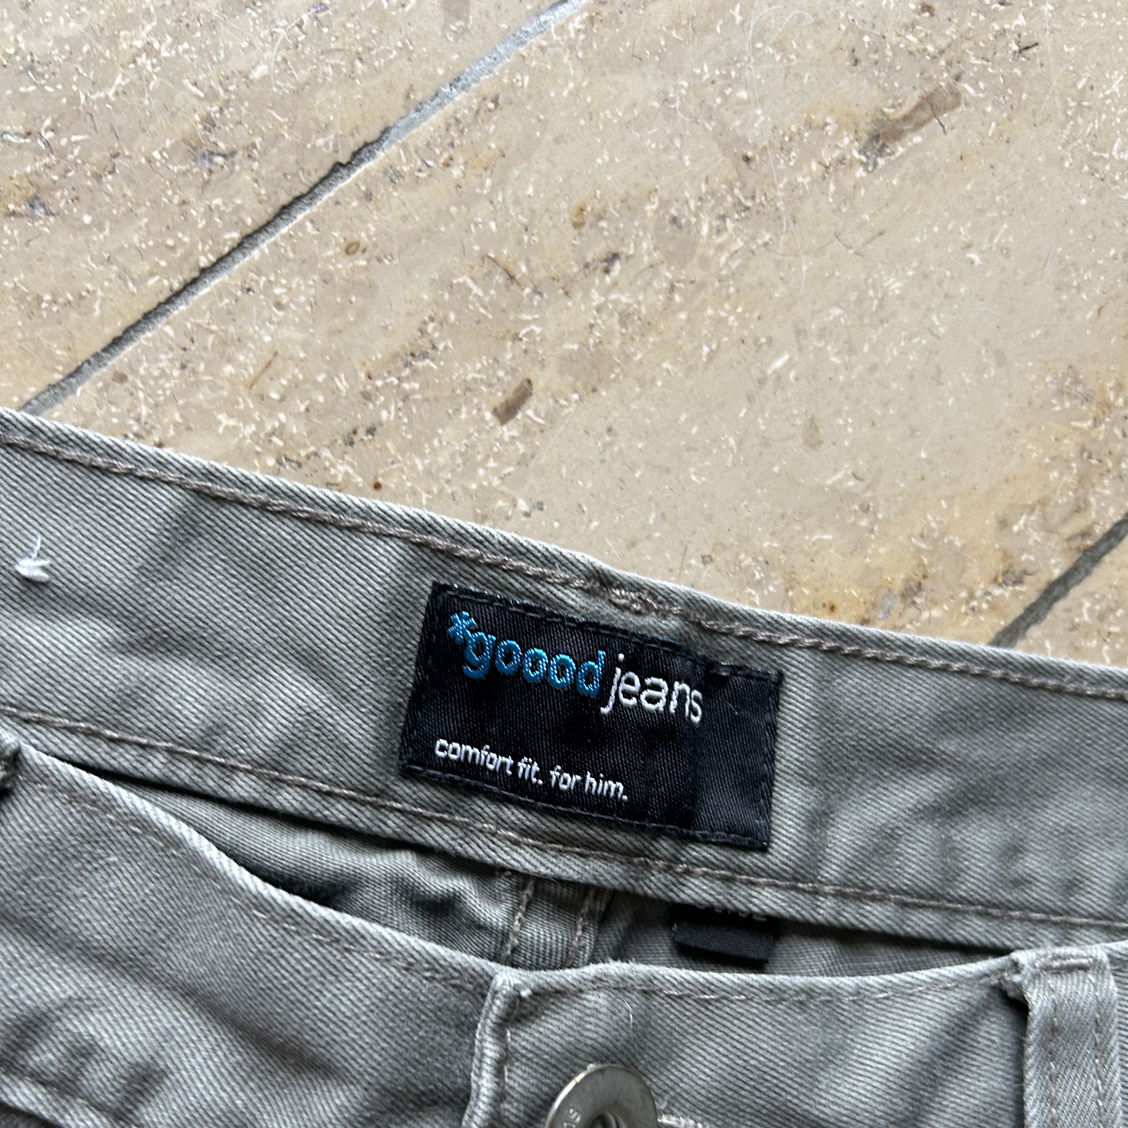 *goood jeans
comfort fit. for him.